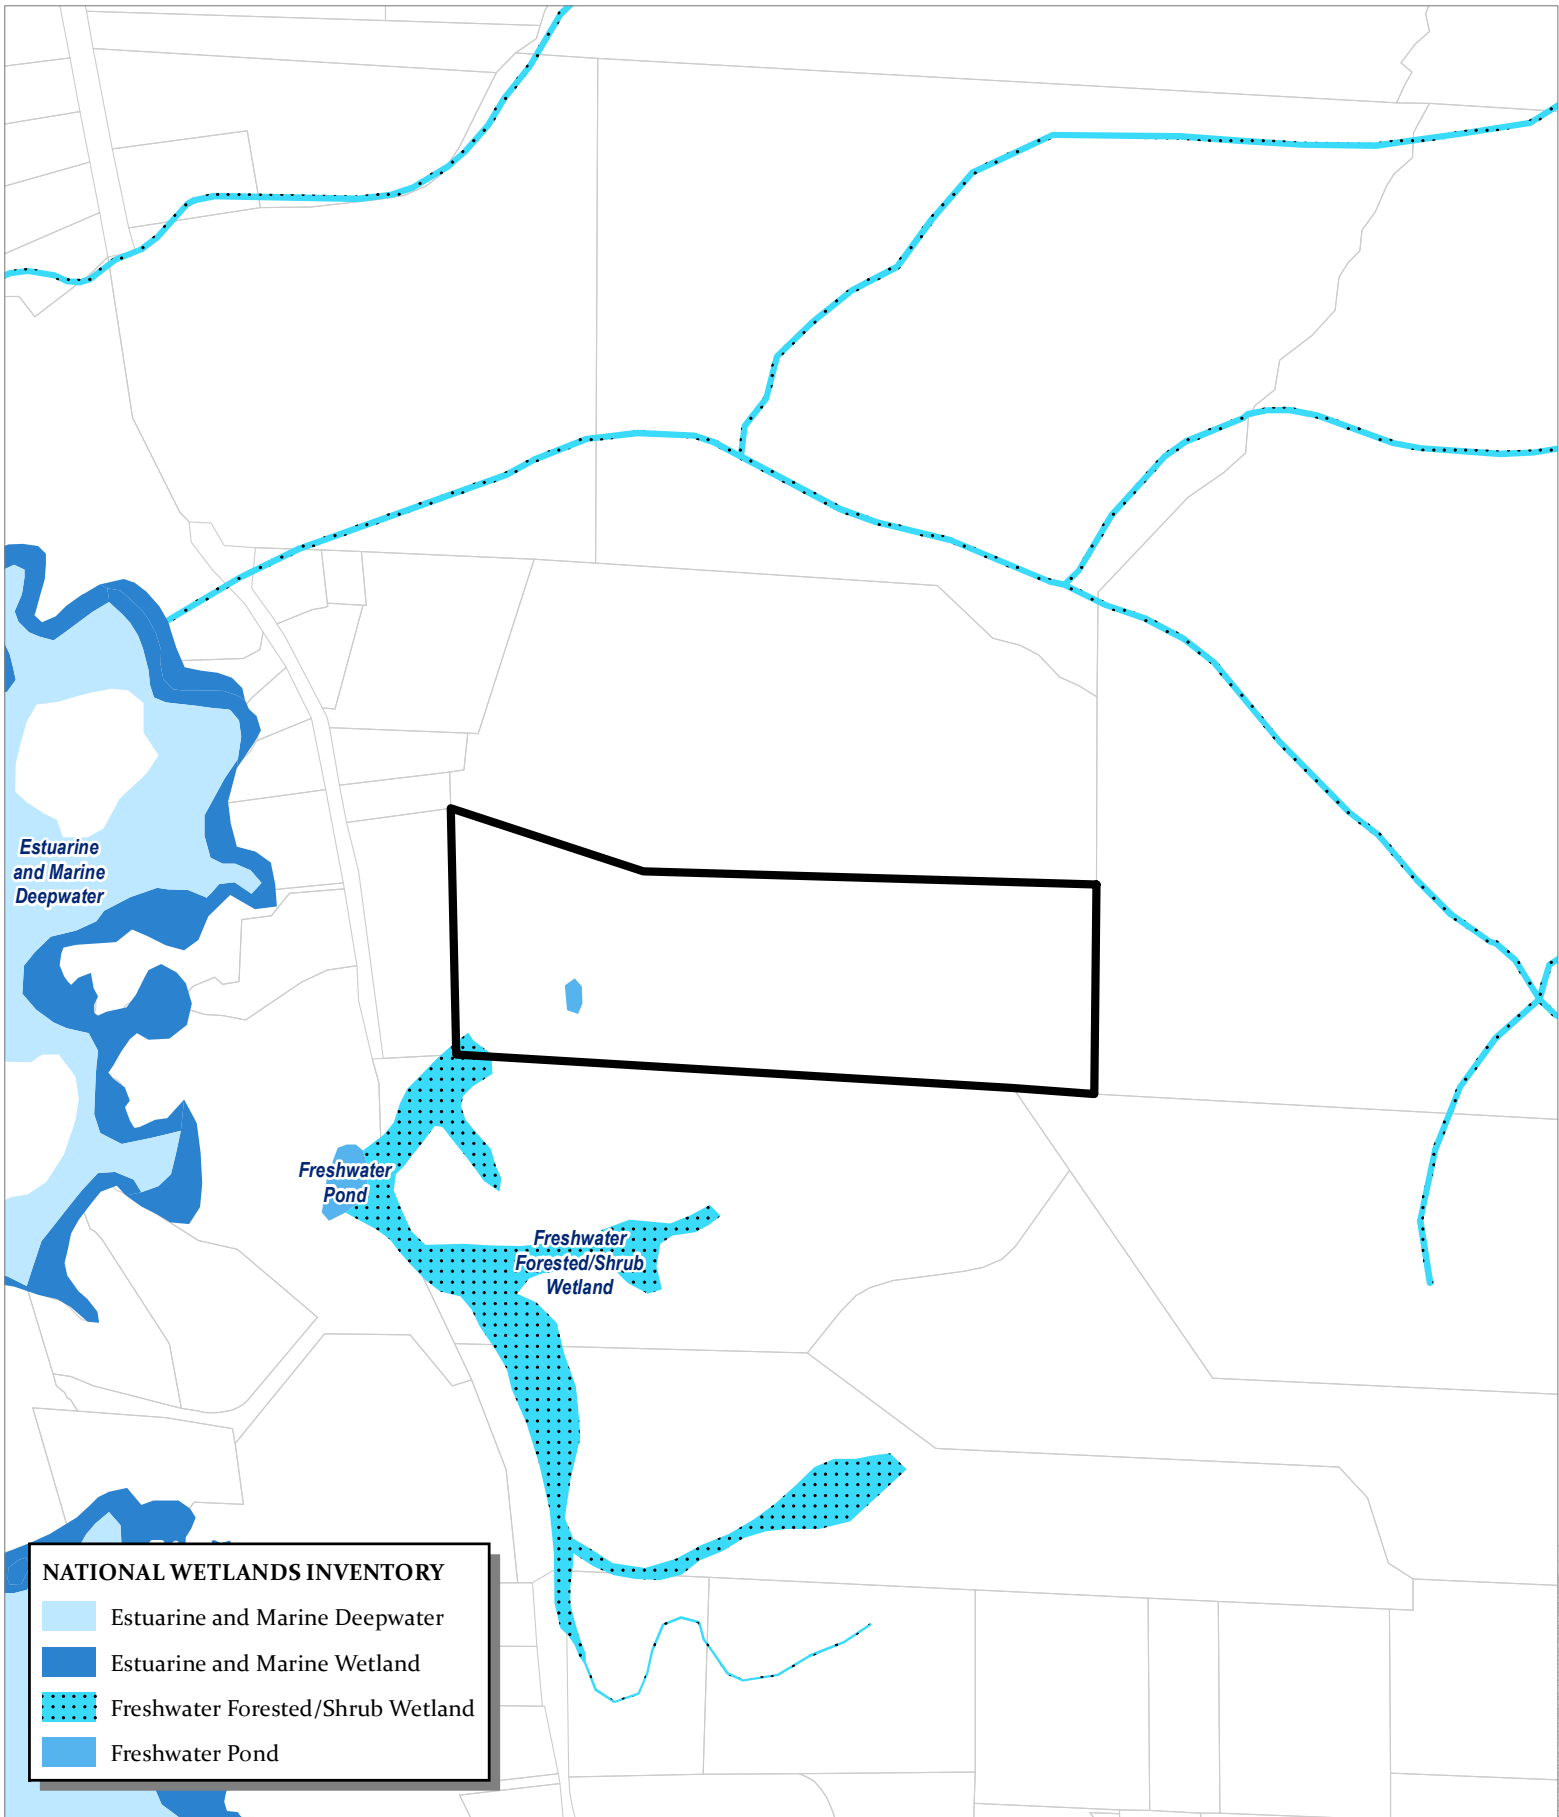 Estuarine
and Marine
Deepwater
Freshwater
Pond
Freshwater
Forested/Shrub
Wetland
NATIONAL WETLANDS INVENTORY
Estuarine and Marine Deepwater
Estuarine and Marine Wetland
Freshwater Forested/Shrub Wetland
Freshwater Pond